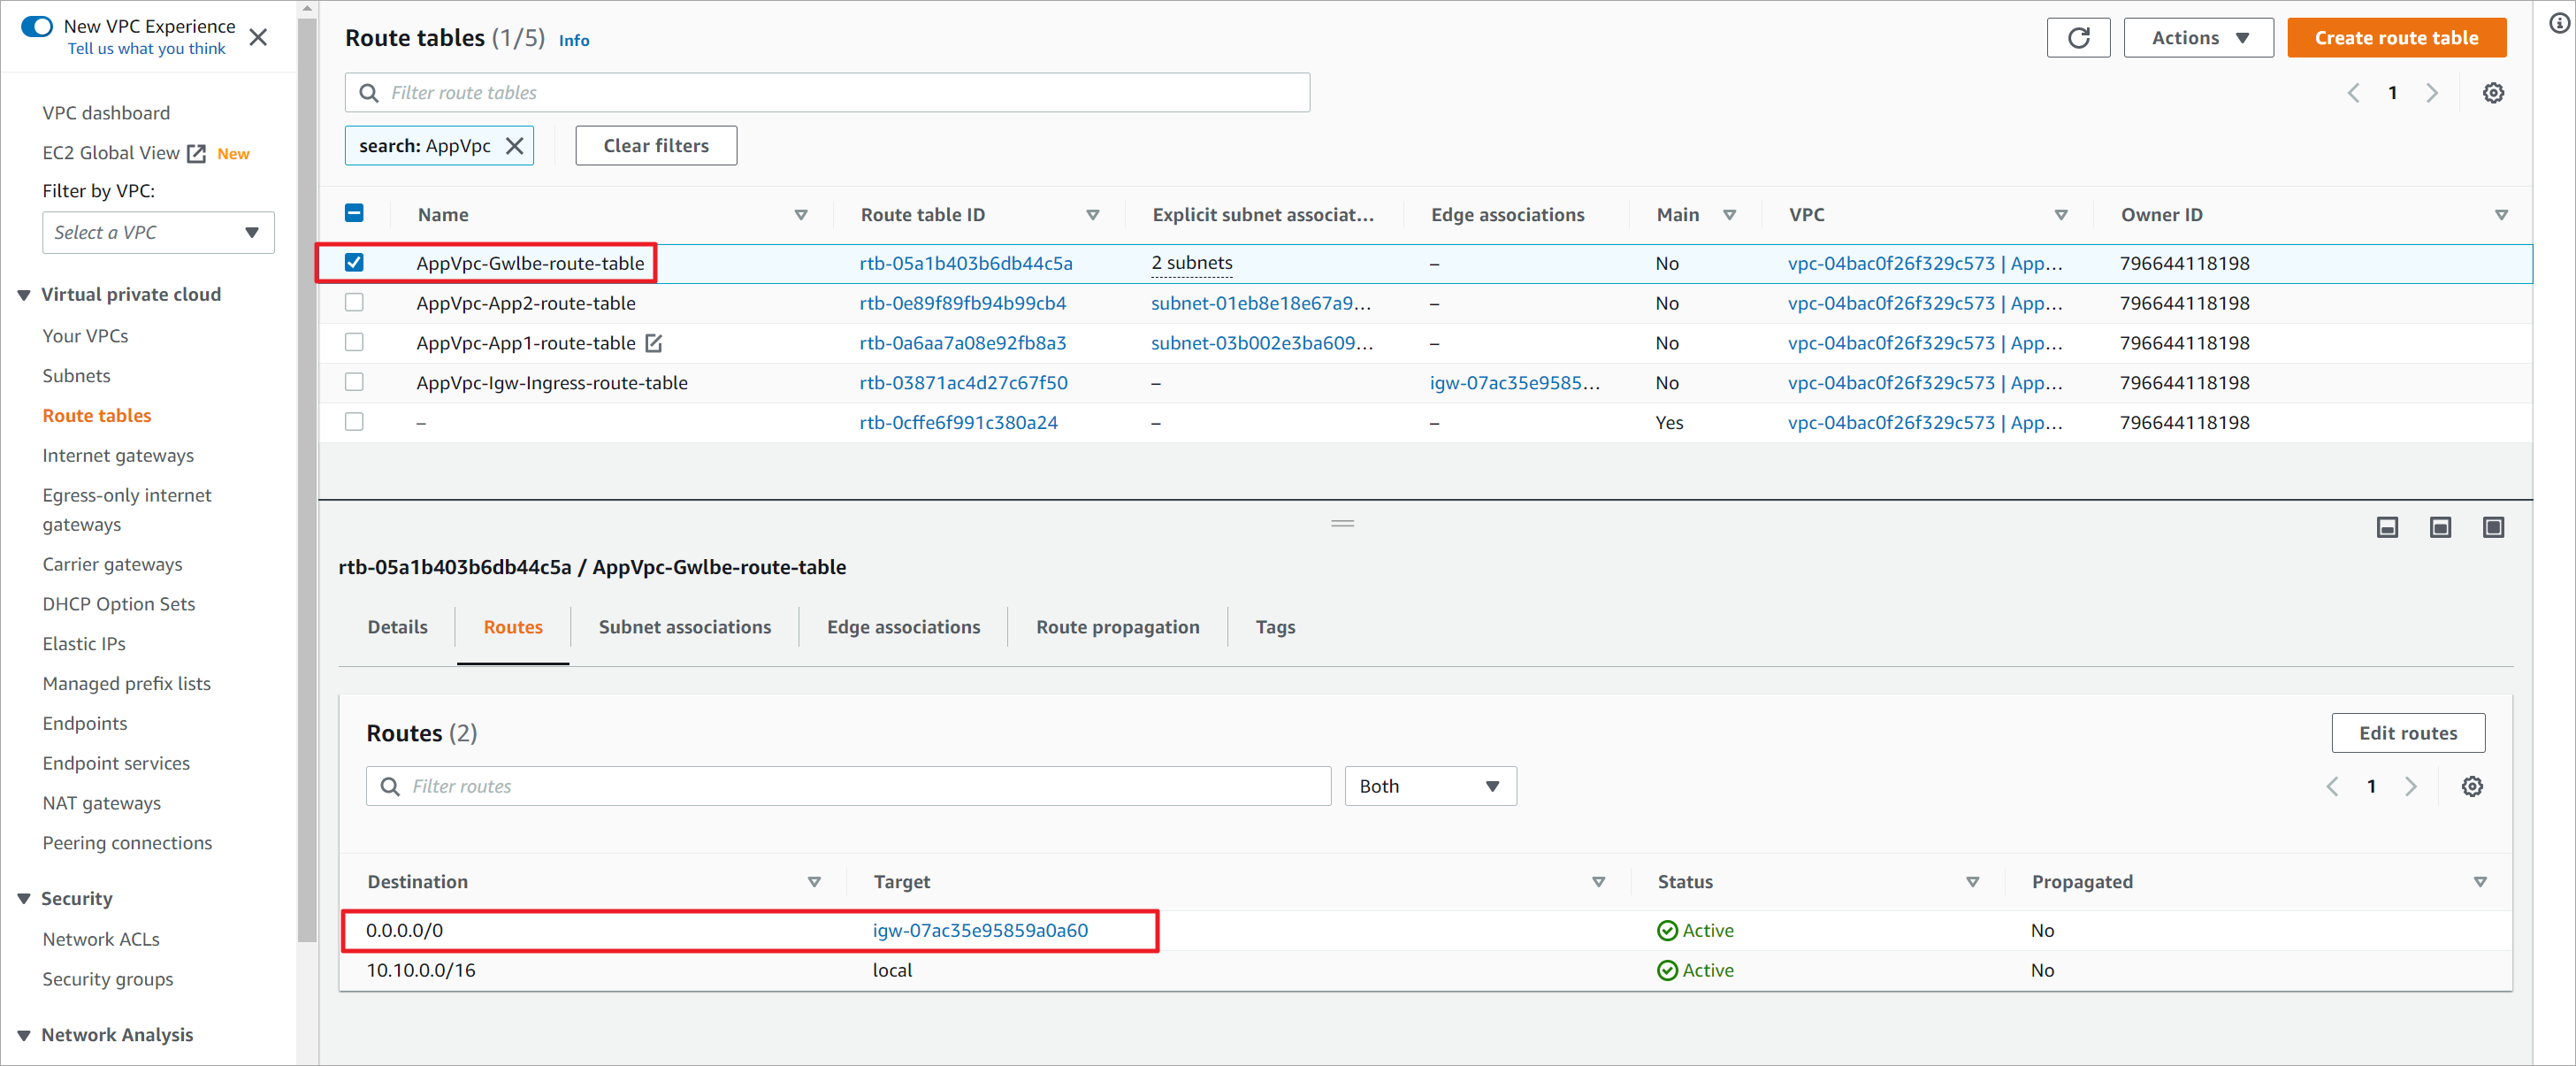 New VPC Experience
Tell us what you think
VPC dashboard
EC2 Global View New
Filter by VPC:
Select a VPC
Virtual private cloud
Your VPCs
Subnets
Route tables
Internet gateways
Egress-only internet
gateways
Carrier gateways
DHCP Option Sets
Elastic IPs
Managed prefix lists
Endpoints
Endpoint services
NAT gateways
Peering connections
Security
Network ACLs
Security groups
Network Analysis
Route tables (1/5) Info
Actions
Create route table
Filter route tables
1
search: AppVpc
Clear filters
Name Route table ID Explicit subnet associat... Edge associations Main VPC Owner ID
AppVpc-Gwlbe-route-table rtb-05a1b403b6db44c5a 2 subnets – No vpc-04bac0f26f329c573 | App... 796644118198
AppVpc-App2-route-table rtb-0e89f89fb94b99cb4 subnet-01eb8e18e67a9... – No vpc-04bac0f26f329c573 | App... 796644118198
AppVpc-App1-route-table rtb-0a6aa7a08e92fb8a3 subnet-03b002e3ba609... – No vpc-04bac0f26f329c573 | App... 796644118198
AppVpc-Igw-Ingress-route-table rtb-03871ac4d27c67f50 – igw-07ac35e9585... No vpc-04bac0f26f329c573 | App... 796644118198
– rtb-0cffe6f991c380a24 – – Yes vpc-04bac0f26f329c573 | App... 796644118198
rtb-05a1b403b6db44c5a / AppVpc-Gwlbe-route-table
Details Routes Subnet associations Edge associations Route propagation Tags
Routes (2)
Edit routes
Filter routes
Both
1
Destination Target Status Propagated
0.0.0.0/0 igw-07ac35e95859a0a60 Active No
10.10.0.0/16 local Active No